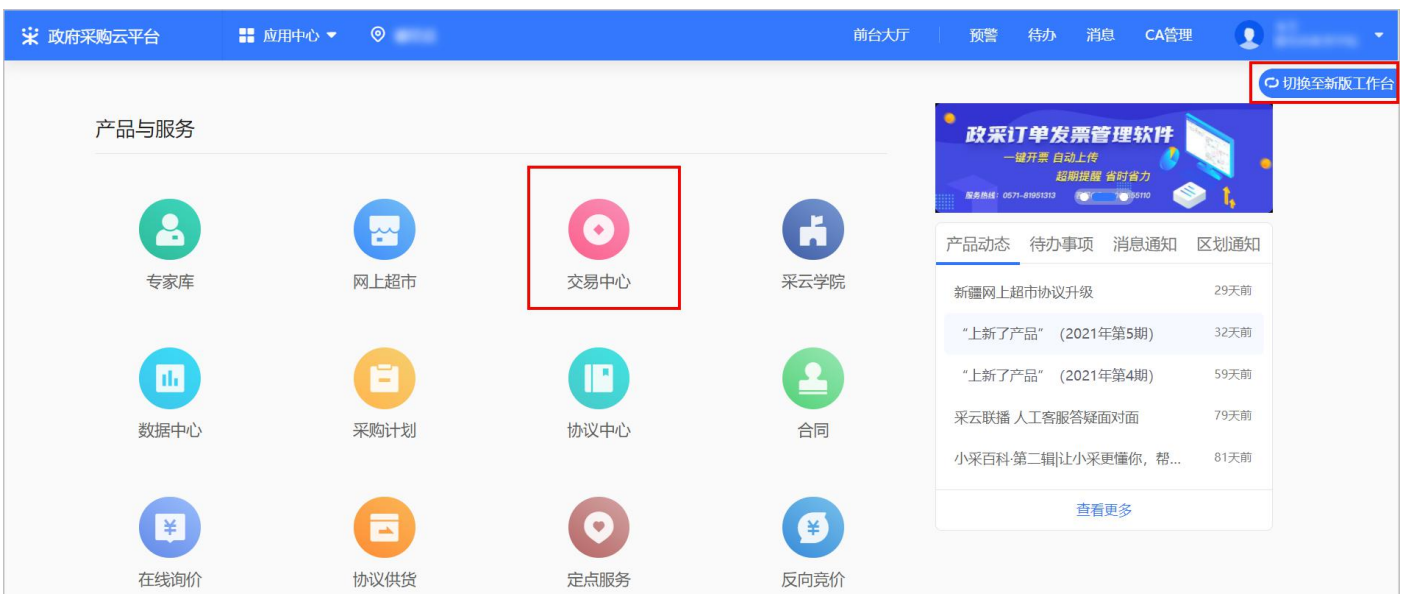 政府采购云平台 应用中心 前台大厅 预警 待办 消息 CA管理
切换至新版工作台
产品与服务
政采订单发票管理软件
一键开票 自动上传
超期提醒 省时省力
服务热线：0571-81951313
专家库 网上超市 交易中心 采云学院
产品动态 待办事项 消息通知 区划通知
新疆网上超市协议升级 29天前
“上新了产品”（2021年第5期） 32天前
“上新了产品”（2021年第4期） 59天前
采云联播 人工客服答疑面对面 79天前
小采百科·第二辑|让小采更懂你，帮... 81天前
查看更多
数据中心 采购计划 协议中心 合同
在线询价 协议供货 定点服务 反向竞价